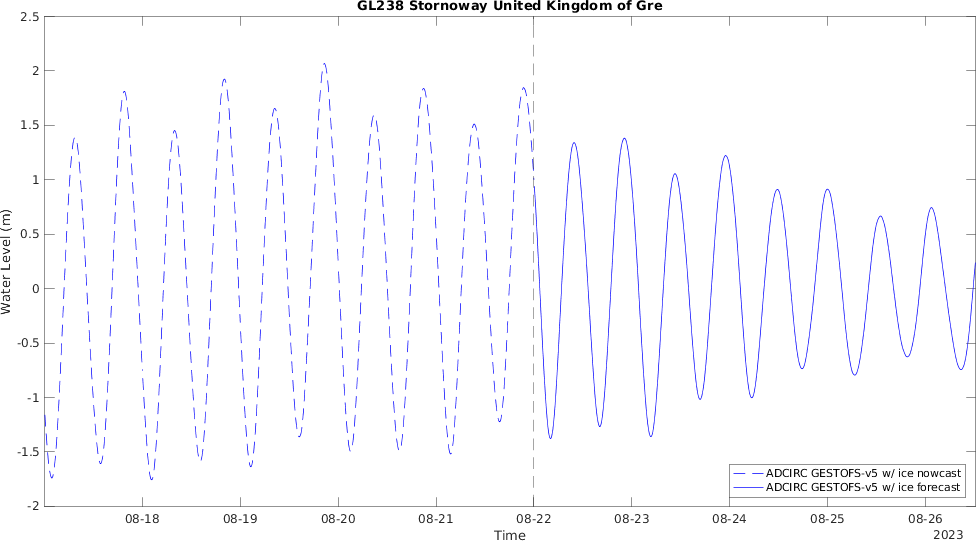 GL238 Stornoway United Kingdom of Gre
2.5
2
1.5
1
0.5
0
-0.5
-1
-1.5
-2
Water Level (m)
ADCIRC GESTOFS-v5 w/ ice nowcast
ADCIRC GESTOFS-v5 w/ ice forecast
08-18 08-19 08-20 08-21 08-22 08-23 08-24 08-25 08-26
Time
2023